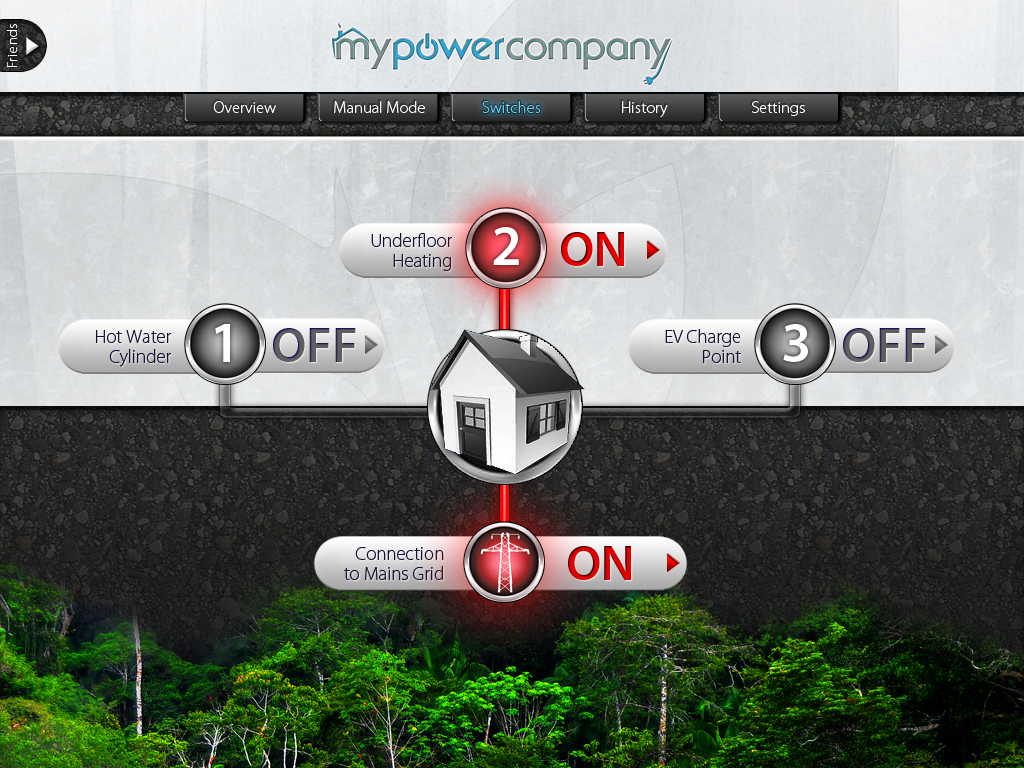 Friends
mypowercompany
Overview
Manual Mode
Switches
History
Settings
Underfloor
Heating
2
ON
Hot Water
Cylinder
1
OFF
EV Charge
Point
3
OFF
Connection
to Mains Grid
ON